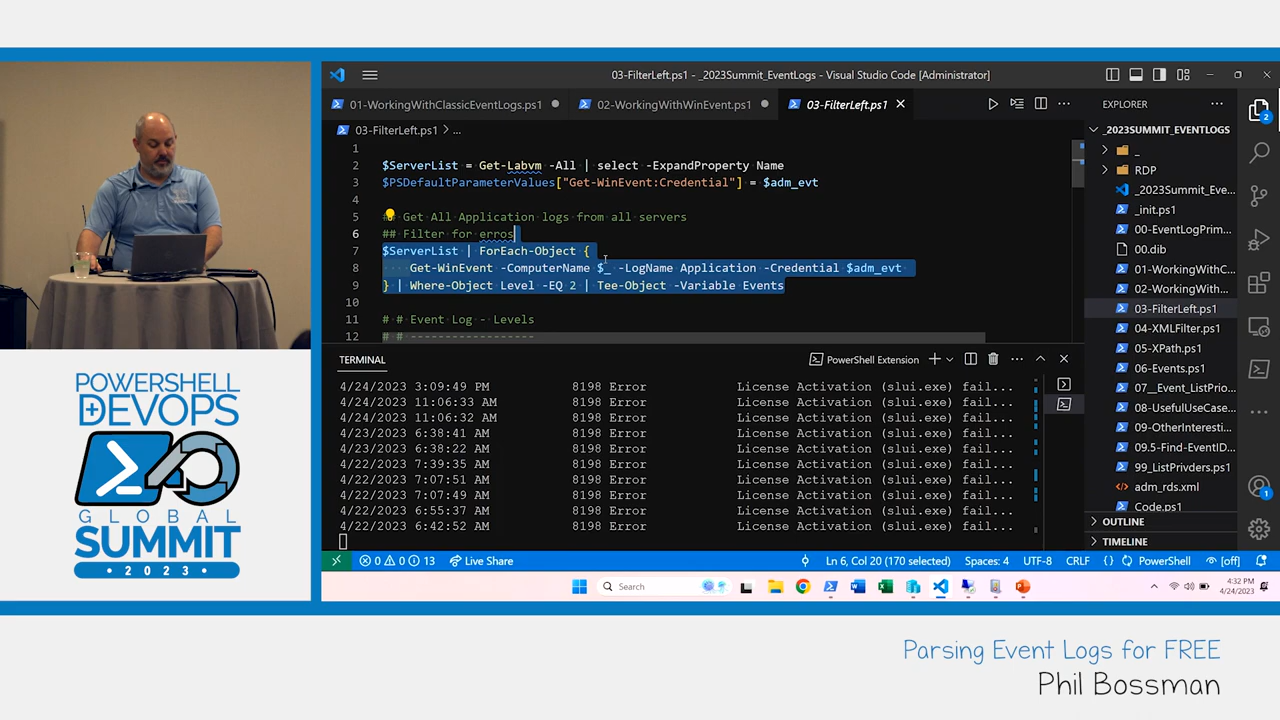 03-FilterLeft.ps1 - _2023Summit_EventLogs - Visual Studio Code [Administrator]
01-WorkingWithClassicEventLogs.ps1
02-WorkingWithWinEvent.ps1
03-FilterLeft.ps1
03-FilterLeft.ps1 > ...
1
2 $ServerList = Get-Labvm -All | select -ExpandProperty Name
3 $PSDefaultParameterValues["Get-WinEvent:Credential"] = $adm_evt
4
5 ## Get All Application logs from all servers
6 ## Filter for erros
7 $ServerList | ForEach-Object {
8 Get-WinEvent -ComputerName $_ -LogName Application -Credential $adm_evt
9 } | Where-Object Level -EQ 2 | Tee-Object -Variable Events
10
11 # # Event Log - Levels
12 # # ------------------
TERMINAL
PowerShell Extension
4/24/2023 3:09:49 PM 8198 Error License Activation (slui.exe) fail...
4/24/2023 11:06:33 AM 8198 Error License Activation (slui.exe) fail...
4/24/2023 11:06:32 AM 8198 Error License Activation (slui.exe) fail...
4/23/2023 6:38:41 AM 8198 Error License Activation (slui.exe) fail...
4/23/2023 6:38:22 AM 8198 Error License Activation (slui.exe) fail...
4/22/2023 7:39:35 AM 8198 Error License Activation (slui.exe) fail...
4/22/2023 7:07:51 AM 8198 Error License Activation (slui.exe) fail...
4/22/2023 7:07:49 AM 8198 Error License Activation (slui.exe) fail...
4/22/2023 6:55:37 AM 8198 Error License Activation (slui.exe) fail...
4/22/2023 6:42:52 AM 8198 Error License Activation (slui.exe) fail...
EXPLORER
_2023SUMMIT_EVENTLOGS
_
RDP
_2023Summit_Eve...
_init.ps1
00-EventLogPrim...
00.dib
01-WorkingWithC...
02-WorkingWith...
03-FilterLeft.ps1
04-XMLFilter.ps1
05-XPath.ps1
06-Events.ps1
07__Event_ListPrio...
08-UsefulUseCase...
09-OtherInteresti...
09.5-Find-EventID...
99_ListPrivders.ps1
adm_rds.xml
Code.ps1
OUTLINE
TIMELINE
2
1
0 0 13 Live Share
Ln 6, Col 20 (170 selected) Spaces: 4 UTF-8 CRLF {} PowerShell [off]
Search
4:32 PM
4/24/2023
POWERSHELL
+DEVOPS
GLOBAL
SUMMIT
2023
Parsing Event Logs for FREE
Phil Bossman